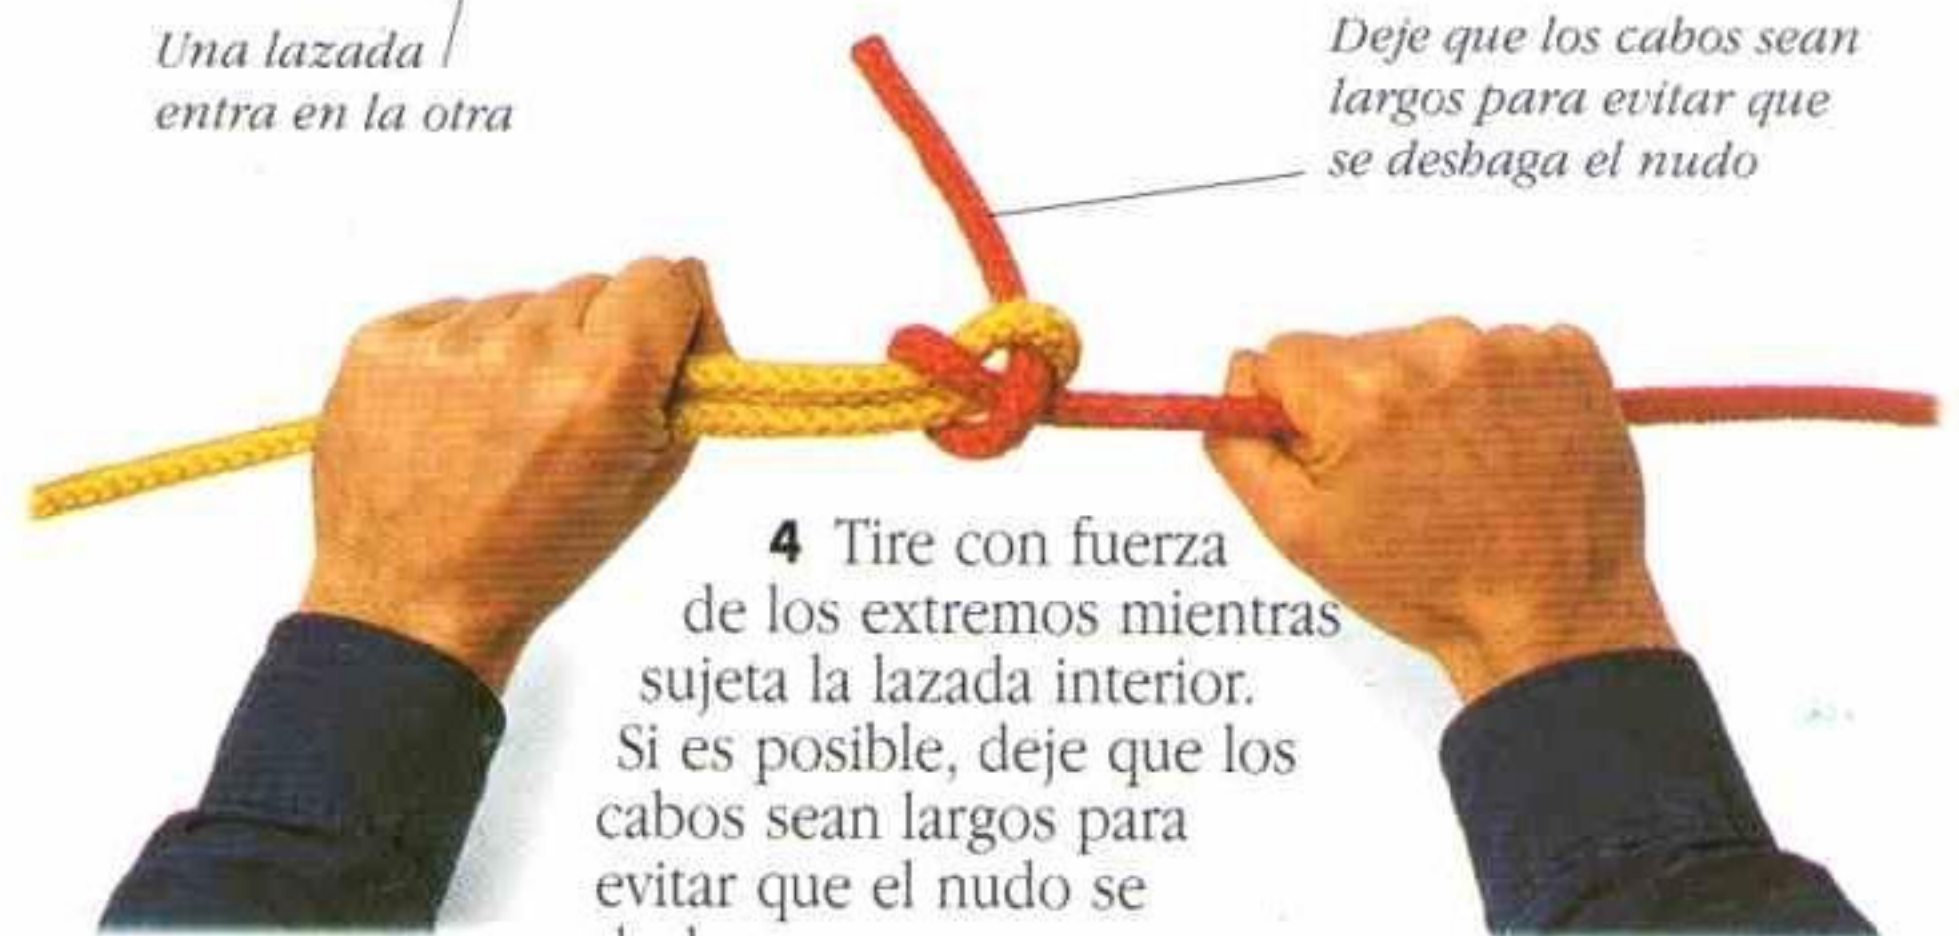 Una lazada
entra en la otra
Deje que los cabos sean
largos para evitar que
se deshaga el nudo
4 Tire con fuerza
de los extremos mientras
sujeta la lazada interior.
Si es posible, deje que los
cabos sean largos para
evitar que el nudo se